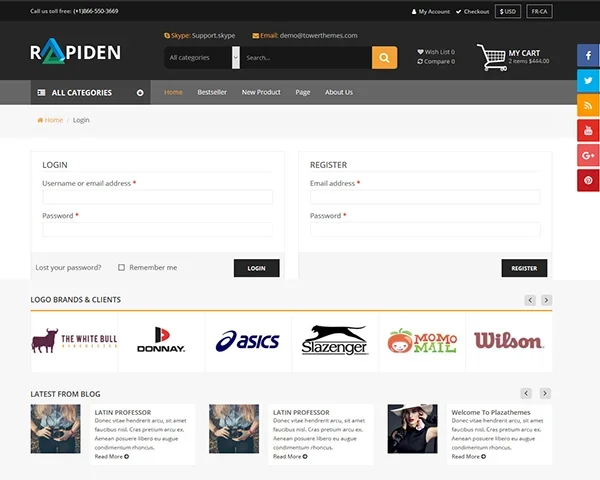 Call us toll free: (+1)866-550-3669
My Account Checkout $ USD FR-CA
RAPIDEN
Skype: Support.skype Email: demo@towerthemes.com
All categories Search...
Wish List 0
Compare 0
MY CART
2 items $444.00
ALL CATEGORIES Home Bestseller New Product Page About Us
Home / Login
LOGIN
Username or email address *
Password *
Lost your password? Remember me LOGIN
REGISTER
Email address *
Password *
REGISTER
LOGO BRANDS & CLIENTS
THE WHITE BULL
DONNAY.
asics
Slazenger
MOMO
MAIL
Wilson
LATEST FROM BLOG
LATIN PROFESSOR
Donec vitae hendrerit arcu, sit amet
faucibus nisl. Cras pretium arcu ex.
Aenean posuere libero eu augue
condimentum rhoncus.
Read More
LATIN PROFESSOR
Donec vitae hendrerit arcu, sit amet
faucibus nisl. Cras pretium arcu ex.
Aenean posuere libero eu augue
condimentum rhoncus.
Read More
Welcome To Plazathemes
Donec vitae hendrerit arcu, sit amet
faucibus nisl. Cras pretium arcu ex.
Aenean posuere libero eu augue
condimentum rhoncus.
Read More